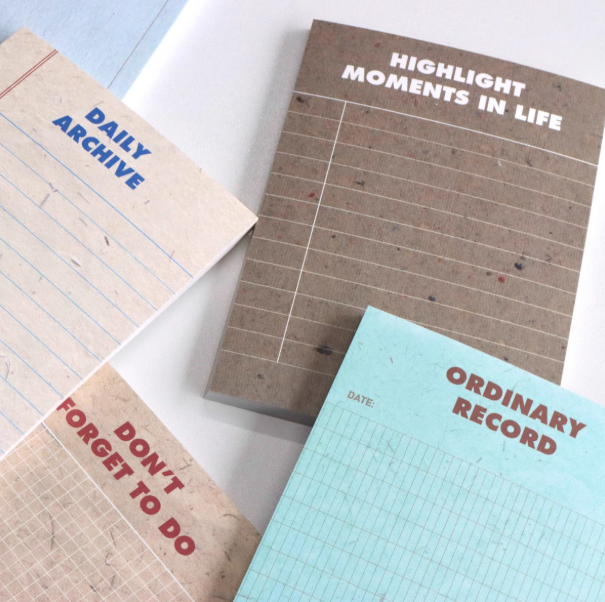 DAILY
ARCHIVE
HIGHLIGHT
MOMENTS IN LIFE
DON'T
FORGET TO DO
ORDINARY
RECORD
DATE: